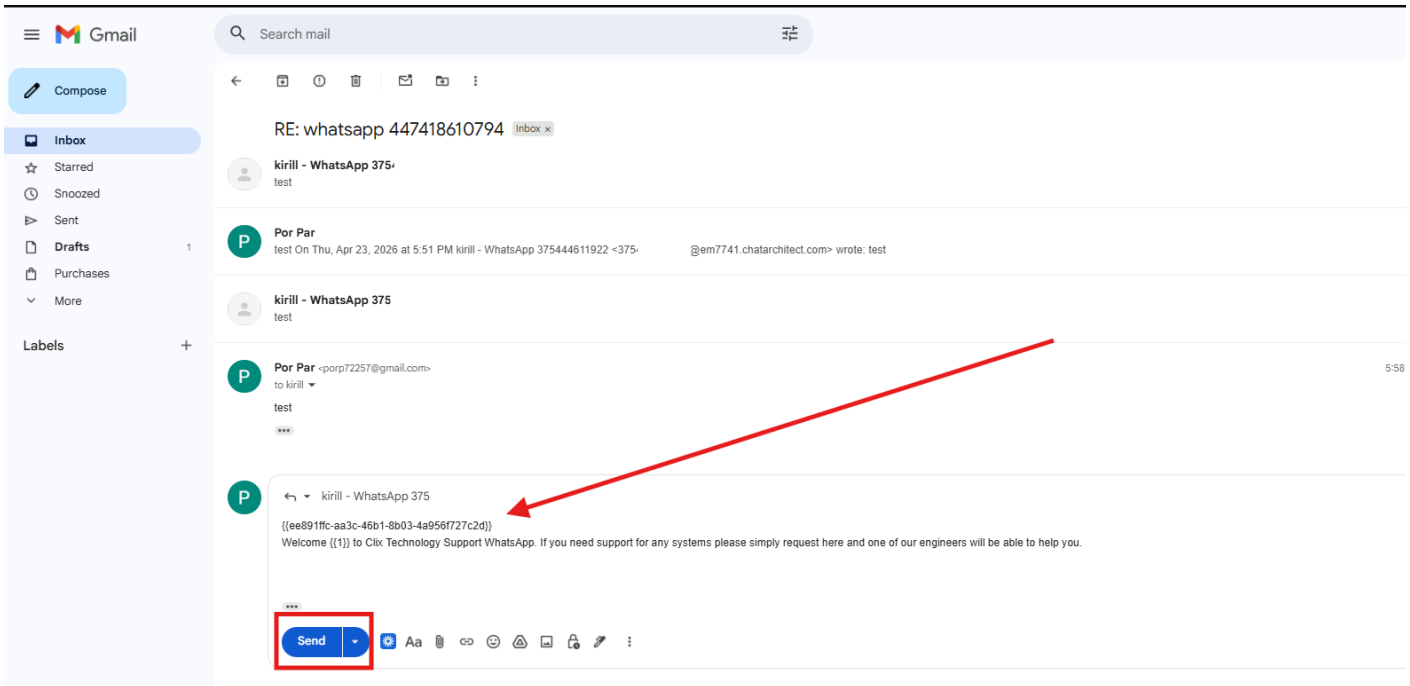 Gmail
Search mail
Compose
Inbox
Starred
Snoozed
Sent
Drafts 1
Purchases
More
Labels
RE: whatsapp 447418610794 Inbox ×
kirill - WhatsApp 375
test
P
Por Par
test On Thu, Apr 23, 2026 at 5:51 PM kirill - WhatsApp 375444611922 <375- @em7741.chatarchitect.com> wrote: test
kirill - WhatsApp 375
test
P
Por Par <porp72257@gmail.com> 5:58
to kirill
test
P
kirill - WhatsApp 375
{{ee891ffc-aa3c-46b1-8b03-4a956f727c2d}}
Welcome {{1}} to Clix Technology Support WhatsApp. If you need support for any systems please simply request here and one of our engineers will be able to help you.
Send Aa